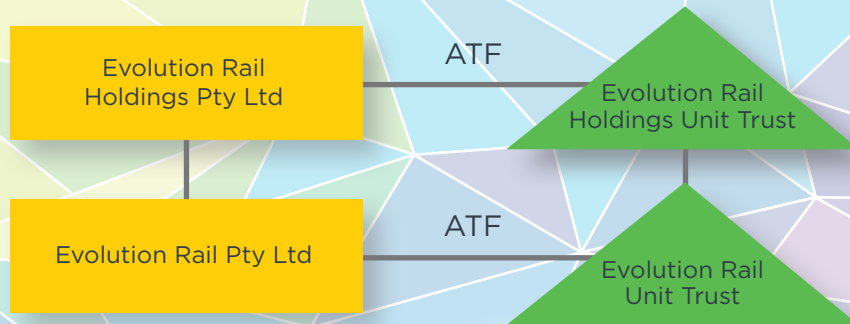 Evolution Rail
Holdings Pty Ltd
ATF
Evolution Rail
Holdings Unit Trust
Evolution Rail Pty Ltd
ATF
Evolution Rail
Unit Trust